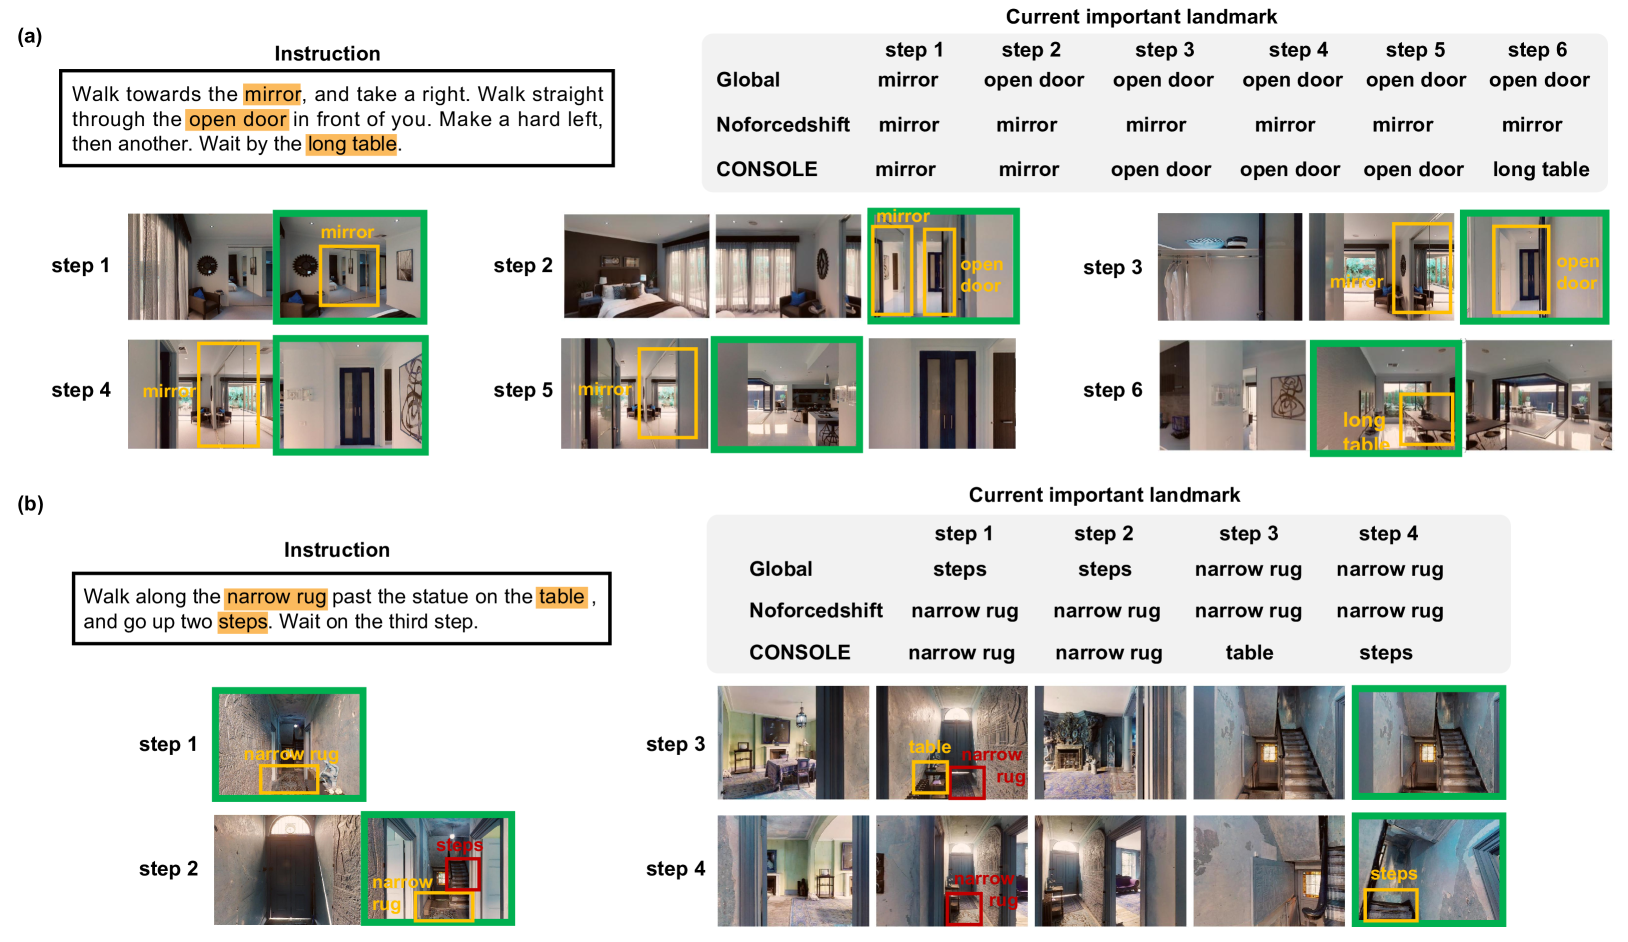 (a)
Instruction
Walk towards the mirror, and take a right. Walk straight
through the open door in front of you. Make a hard left,
then another. Wait by the long table.
Current important landmark
step 1 step 2 step 3 step 4 step 5 step 6
Global mirror open door open door open door open door open door
Noforcedshift mirror mirror mirror mirror mirror mirror
CONSOLE mirror mirror open door open door open door long table
step 1
mirror
step 2
mirror
open
door
step 3
mirror
open
door
step 4
mirror
step 5
mirror
step 6
long
table
(b)
Instruction
Walk along the narrow rug past the statue on the table ,
and go up two steps. Wait on the third step.
Current important landmark
step 1 step 2 step 3 step 4
Global steps steps narrow rug narrow rug
Noforcedshift narrow rug narrow rug narrow rug narrow rug
CONSOLE narrow rug narrow rug table steps
step 1
narrow rug
step 2
steps
narrow
rug
step 3
table
narrow
rug
step 4
narrow
rug
steps